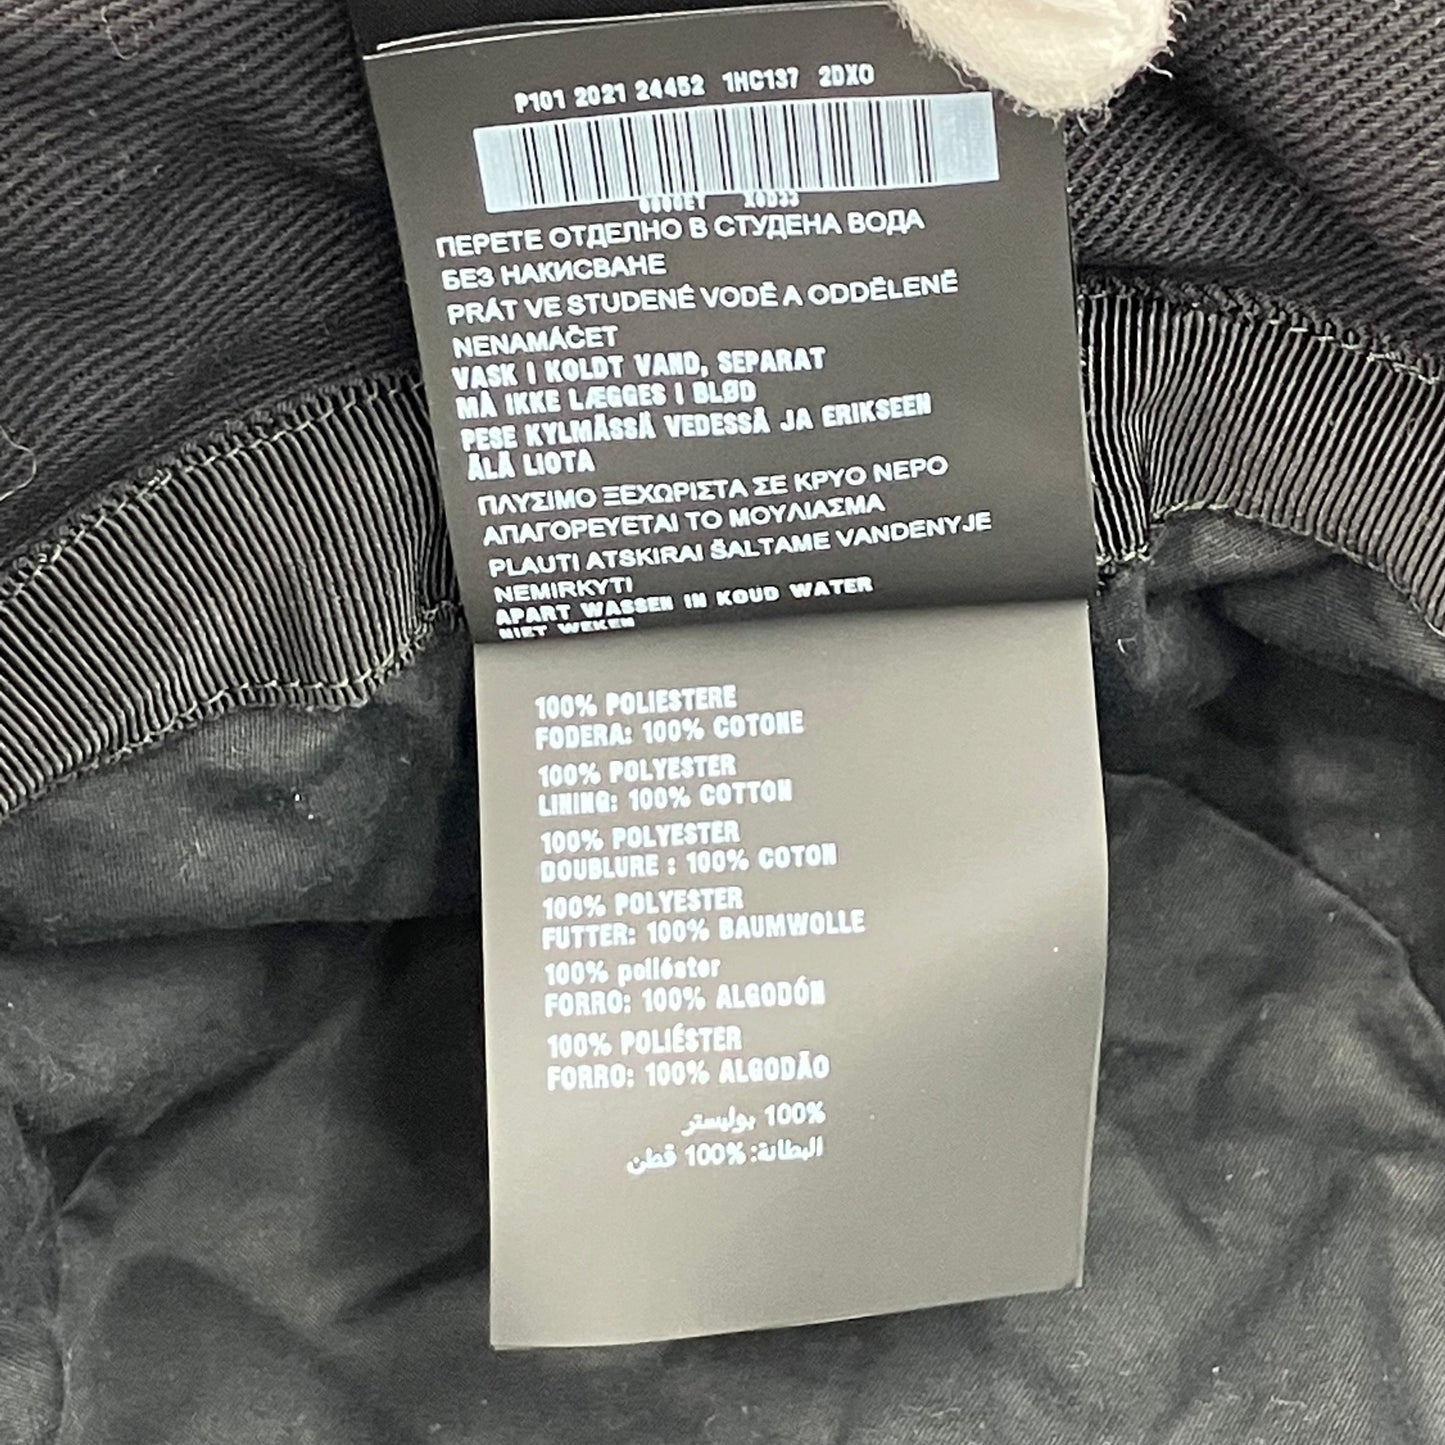 P101 2021 24452 1HC137 2DXO
ПЕРЕТЕ ОТДЕЛНО В СТУДЕНА ВОДА
БЕЗ НАКИСВАНЕ
PRÁT VE STUDENÉ VODĚ A ODDĚLENĚ
NENAMÁČET
VASK I KOLDT VAND, SEPARAT
MÅ IKKE LÆGGES I BLØD
PESE KYLMÄSSÄ VEDESSÄ JA ERIKSEEN
ÄLÄ LIOTA
ΠΛΥΣΙΜΟ ΞΕΧΩΡΙΣΤΑ ΣΕ ΚΡΥΟ ΝΕΡΟ
ΑΠΑΓΟΡΕΥΕΤΑΙ ΤΟ ΜΟΥΛΙΑΣΜΑ
PLAUTI ATSKIRAI ŠALTAME VANDENYJE
NEMIRKYTI
APART WASSEN IN KOUD WATER
NIET WEKEN
100% POLIESTERE
FODERA: 100% COTONE
100% POLYESTER
LINING: 100% COTTON
100% POLYESTER
DOUBLURE : 100% COTON
100% POLYESTER
FUTTER: 100% BAUMWOLLE
100% poliéster
FORRO: 100% ALGODÓN
100% POLIÉSTER
FORRO: 100% ALGODÃO
100% بوليستر
البطانة: 100% قطن